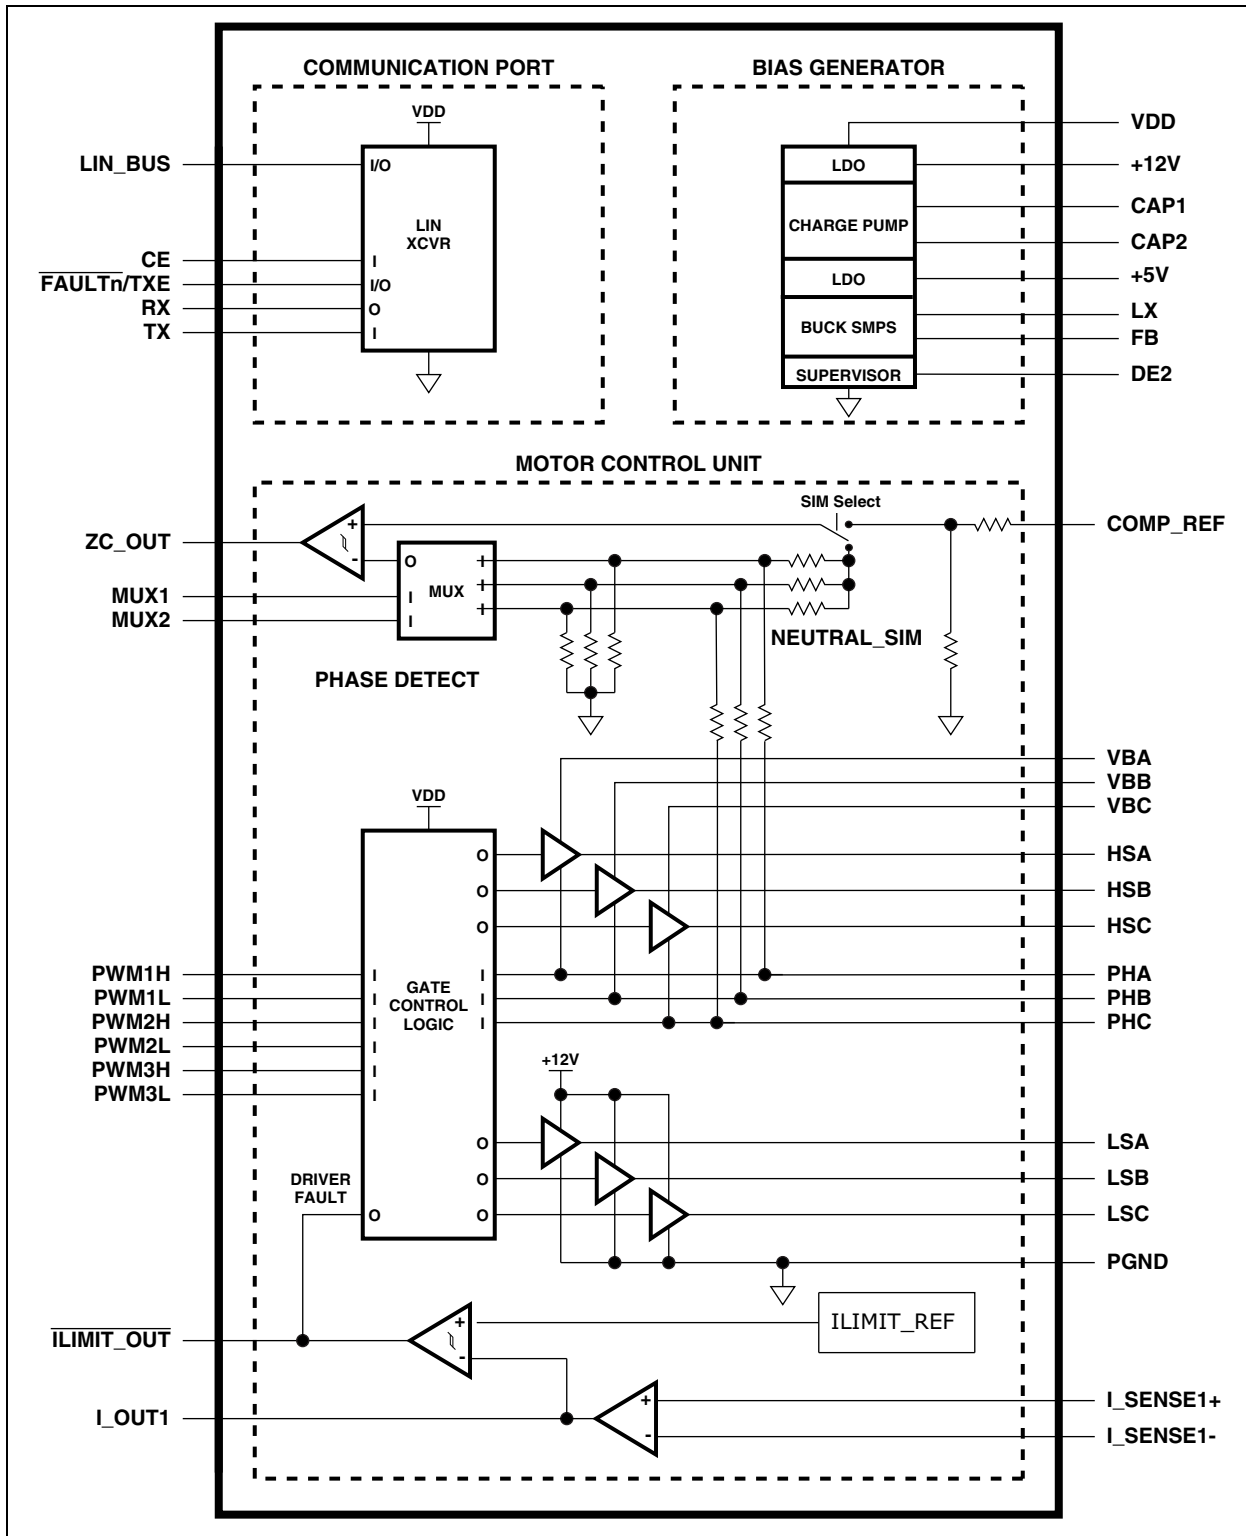 COMMUNICATION PORT
BIAS GENERATOR
VDD
LIN_BUS
I/O
LIN
XCVR
CE
I
FAULTn/TXE
I/O
RX
O
TX
I
VDD
LDO
+12V
CHARGE PUMP
CAP1
CAP2
LDO
+5V
BUCK SMPS
LX
FB
SUPERVISOR
DE2
MOTOR CONTROL UNIT
SIM Select
COMP_REF
+
-
ZC_OUT
O
I
MUX
I
I
MUX1
I
MUX2
I
NEUTRAL_SIM
PHASE DETECT
VBA
VBB
VBC
VDD
O
HSA
O
HSB
O
HSC
PWM1H
I
GATE
CONTROL
LOGIC
I
PHA
PWM1L
I
I
PHB
PWM2H
I
I
PHC
PWM2L
I
PWM3H
I
PWM3L
I
+12V
O
LSA
O
LSB
O
LSC
DRIVER
FAULT
O
PGND
ILIMIT_OUT
+
-
ILIMIT_REF
I_OUT1
+
-
I_SENSE1+
I_SENSE1-